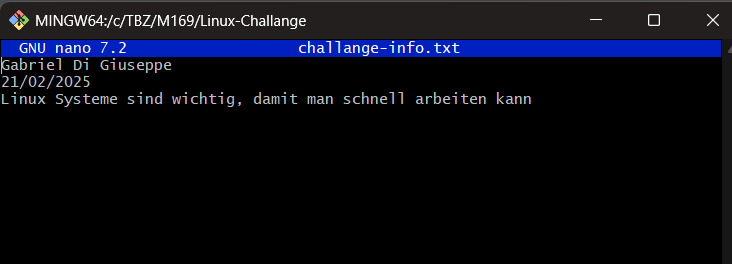 MINGW64:/c/TBZ/M169/Linux-Challange
GNU nano 7.2 challange-info.txt
Gabriel Di Giuseppe
21/02/2025
Linux Systeme sind wichtig, damit man schnell arbeiten kann